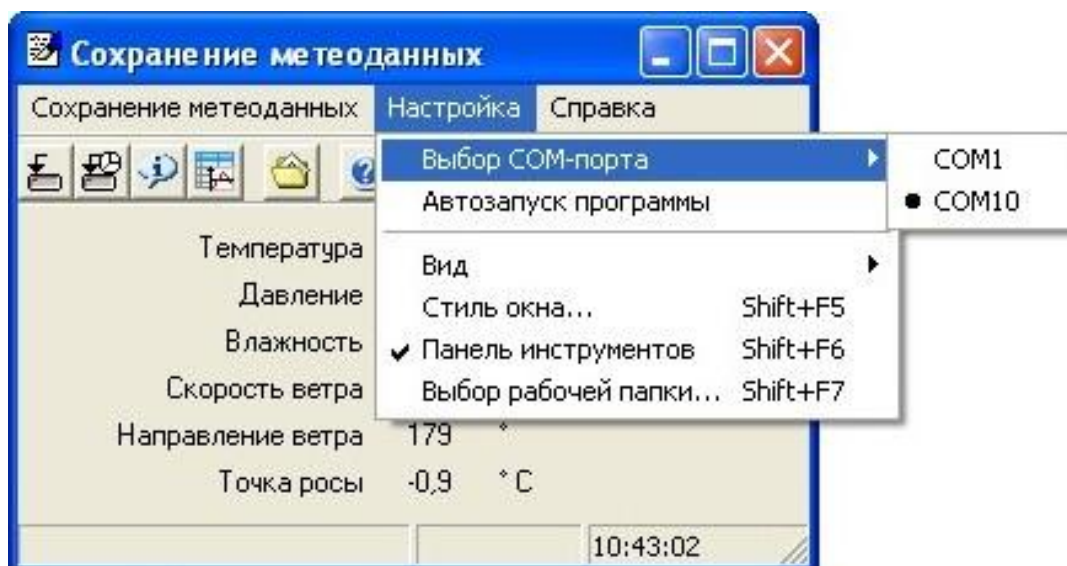 Сохранение метеоданных
Сохранение метеоданных Настройка Справка
Выбор COM-порта
COM1
Автозапуск программы
COM10
Температура
Вид
Давление
Стиль окна... Shift+F5
Влажность
Панель инструментов Shift+F6
Скорость ветра
Выбор рабочей папки... Shift+F7
Направление ветра 179 °
Точка росы -0,9 °C
10:43:02